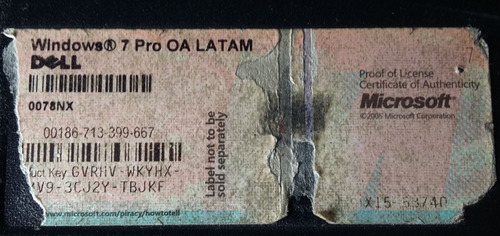 Windows® 7 Pro OA LATAM
DELL
0078NX
00186-713-399-667
uct Key:
V9-3CJ2Y-TBJKF
www.microsoft.com/piracy/howtotell
Label not to be
sold separately
Proof of License
Certificate of Authenticity
Microsoft
©2005 Microsoft Corporation
X15-53740